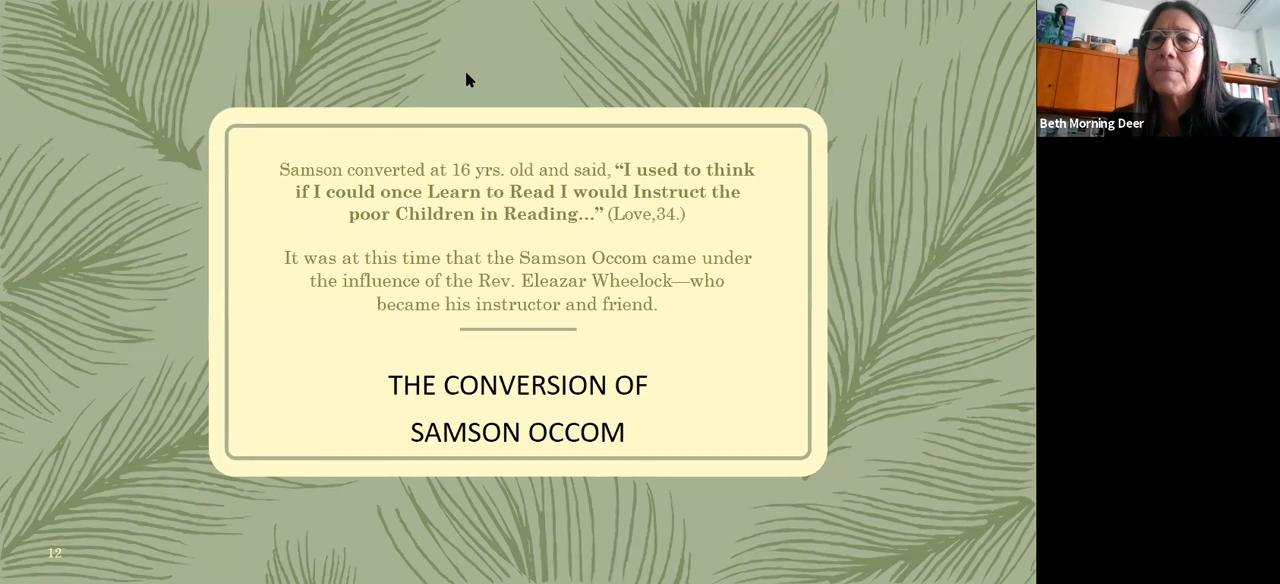 Samson converted at 16 yrs. old and said, “I used to think
if I could once Learn to Read I would Instruct the
poor Children in Reading…” (Love,34.)
It was at this time that the Samson Occom came under
the influence of the Rev. Eleazar Wheelock—who
became his instructor and friend.
THE CONVERSION OF
SAMSON OCCOM
12
Beth Morning Deer